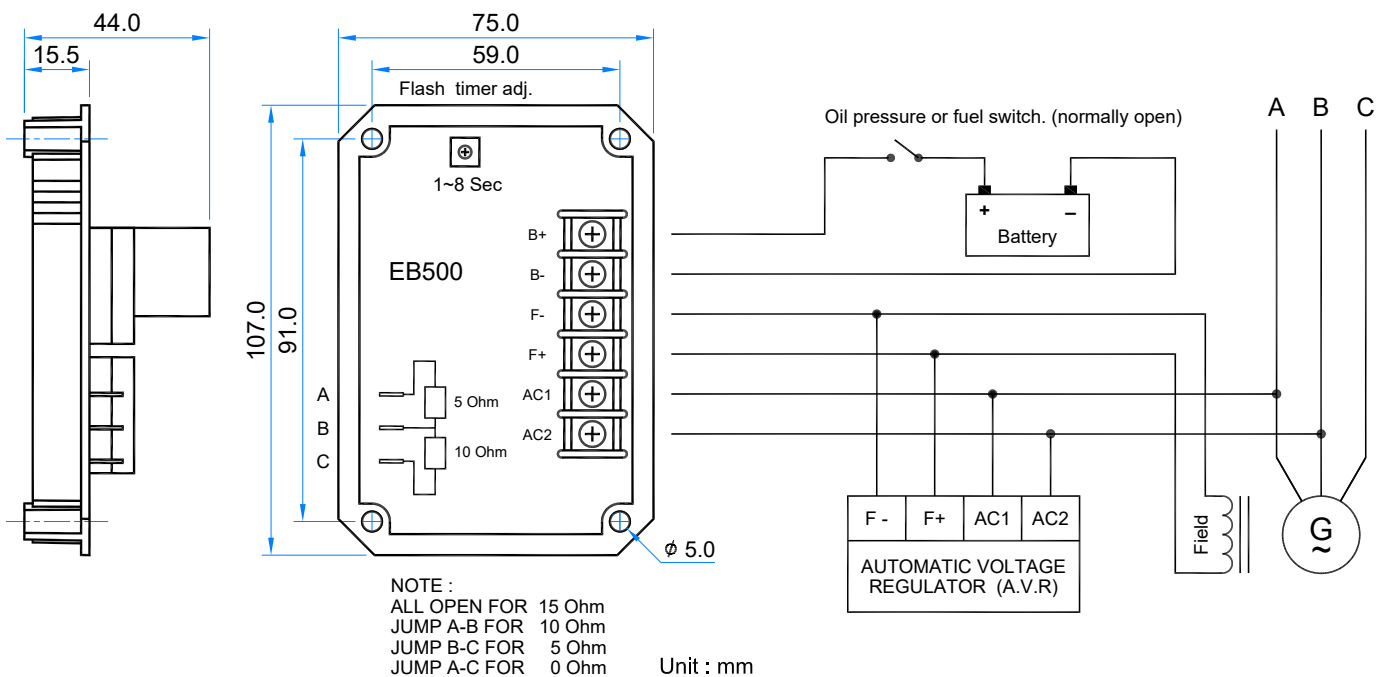 44.0
15.5
75.0
59.0
Flash timer adj.
107.0
91.0
1~8 Sec
EB500
B+
B-
F-
F+
AC1
AC2
A
B
C
5 Ohm
10 Ohm
ø 5.0
NOTE :
ALL OPEN FOR 15 Ohm
JUMP A-B FOR 10 Ohm
JUMP B-C FOR 5 Ohm
JUMP A-C FOR 0 Ohm
Unit : mm
Oil pressure or fuel switch. (normally open)
+ −
Battery
A B C
F - F+ AC1 AC2
AUTOMATIC VOLTAGE
REGULATOR (A.V.R)
Field
G
~